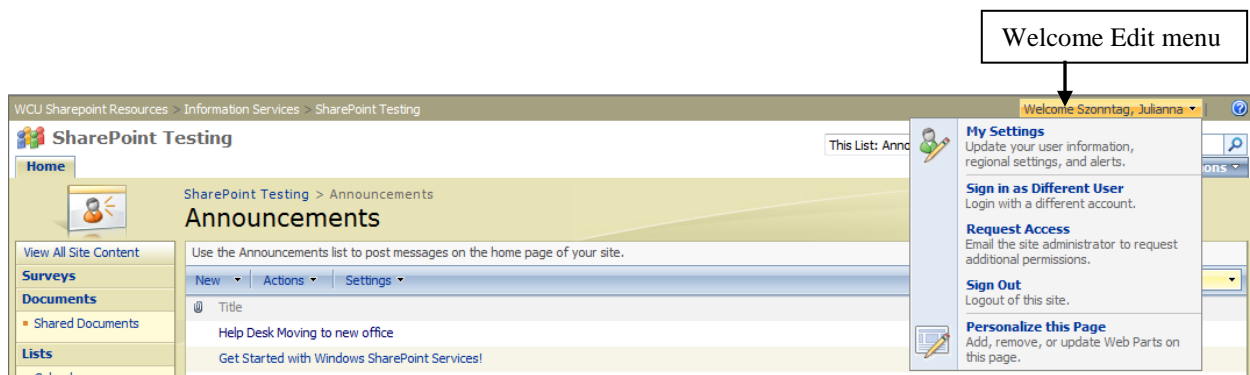 Welcome Edit menu
WCU Sharepoint Resources > Information Services > SharePoint Testing
Welcome Szonntag, Julianna
SharePoint Testing
This List: Anno
Home
ons
SharePoint Testing > Announcements
Announcements
My Settings
Update your user information,
regional settings, and alerts.
Sign in as Different User
Login with a different account.
Request Access
Email the site administrator to request
additional permissions.
Sign Out
Logout of this site.
Personalize this Page
Add, remove, or update Web Parts on
this page.
View All Site Content
Use the Announcements list to post messages on the home page of your site.
Surveys
New Actions Settings
Documents
Title
Shared Documents
Help Desk Moving to new office
Lists
Get Started with Windows SharePoint Services!